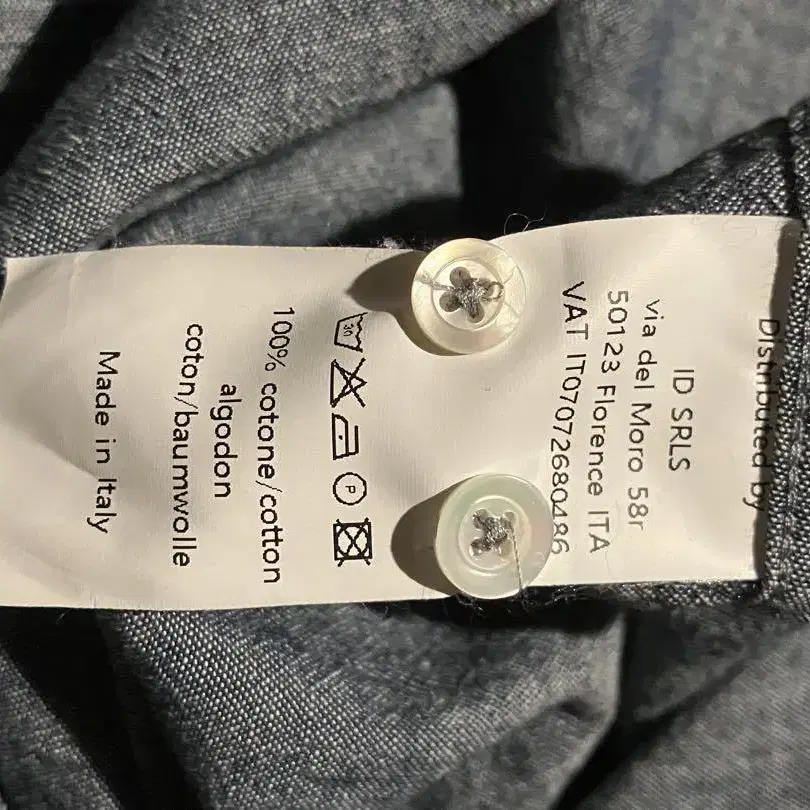 Distributed by
ID SRLS
via del Moro 58r
50123 Florence ITA
VAT IT07072680486
30
P
100% cotone/cotton
algodon
coton/baumwolle
Made in Italy